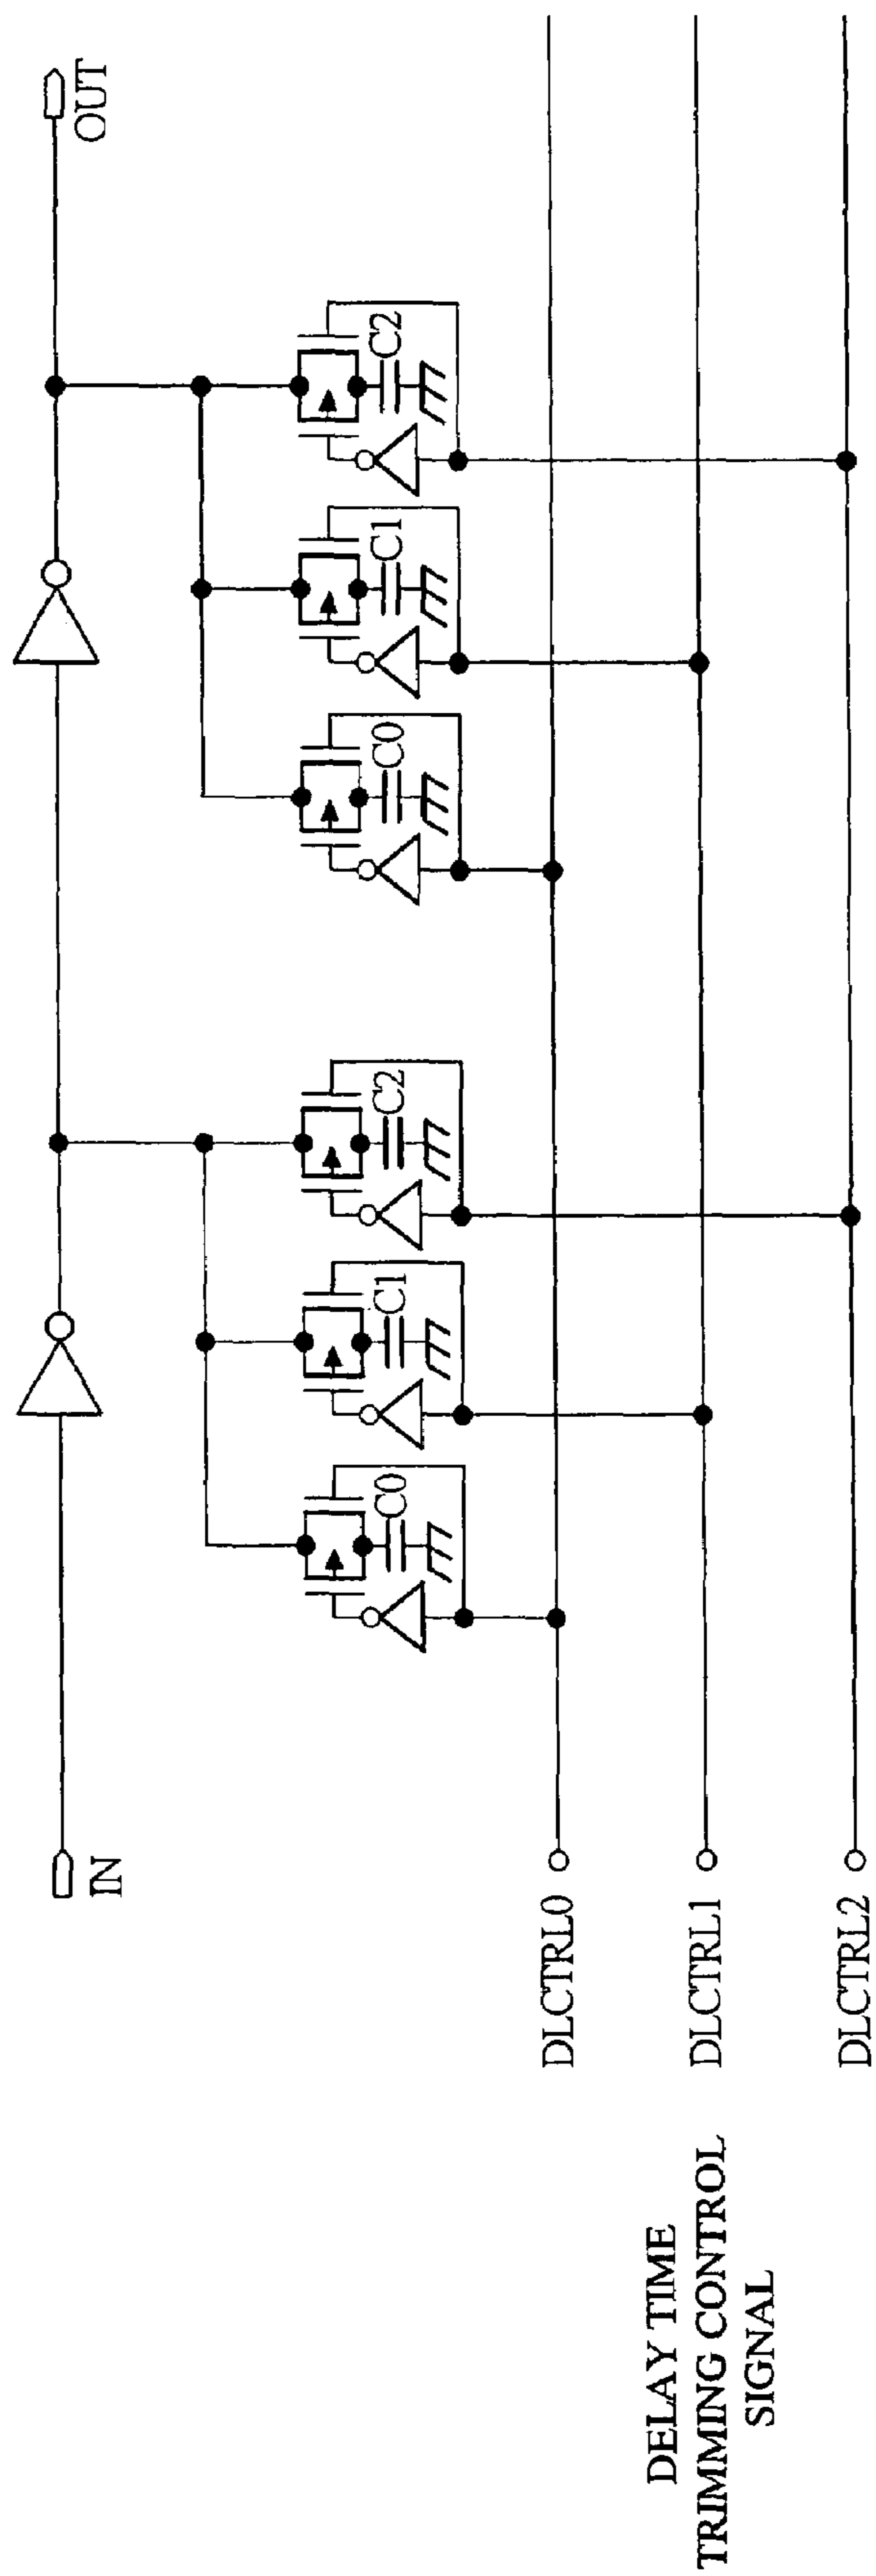 IN
OUT
C0
C1
C2
C0
C1
C2
DLCTRL0
DELAY TIME
TRIMMING CONTROL
SIGNAL
DLCTRL1
DLCTRL2